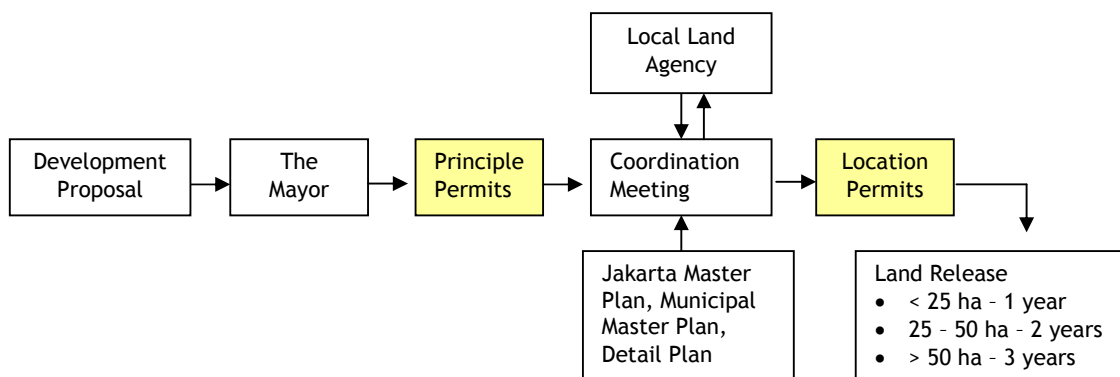 Local Land
Agency
Development
Proposal
The
Mayor
Principle
Permits
Coordination
Meeting
Location
Permits
Jakarta Master
Plan, Municipal
Master Plan,
Detail Plan
Land Release
• < 25 ha – 1 year
• 25 – 50 ha – 2 years
• > 50 ha – 3 years